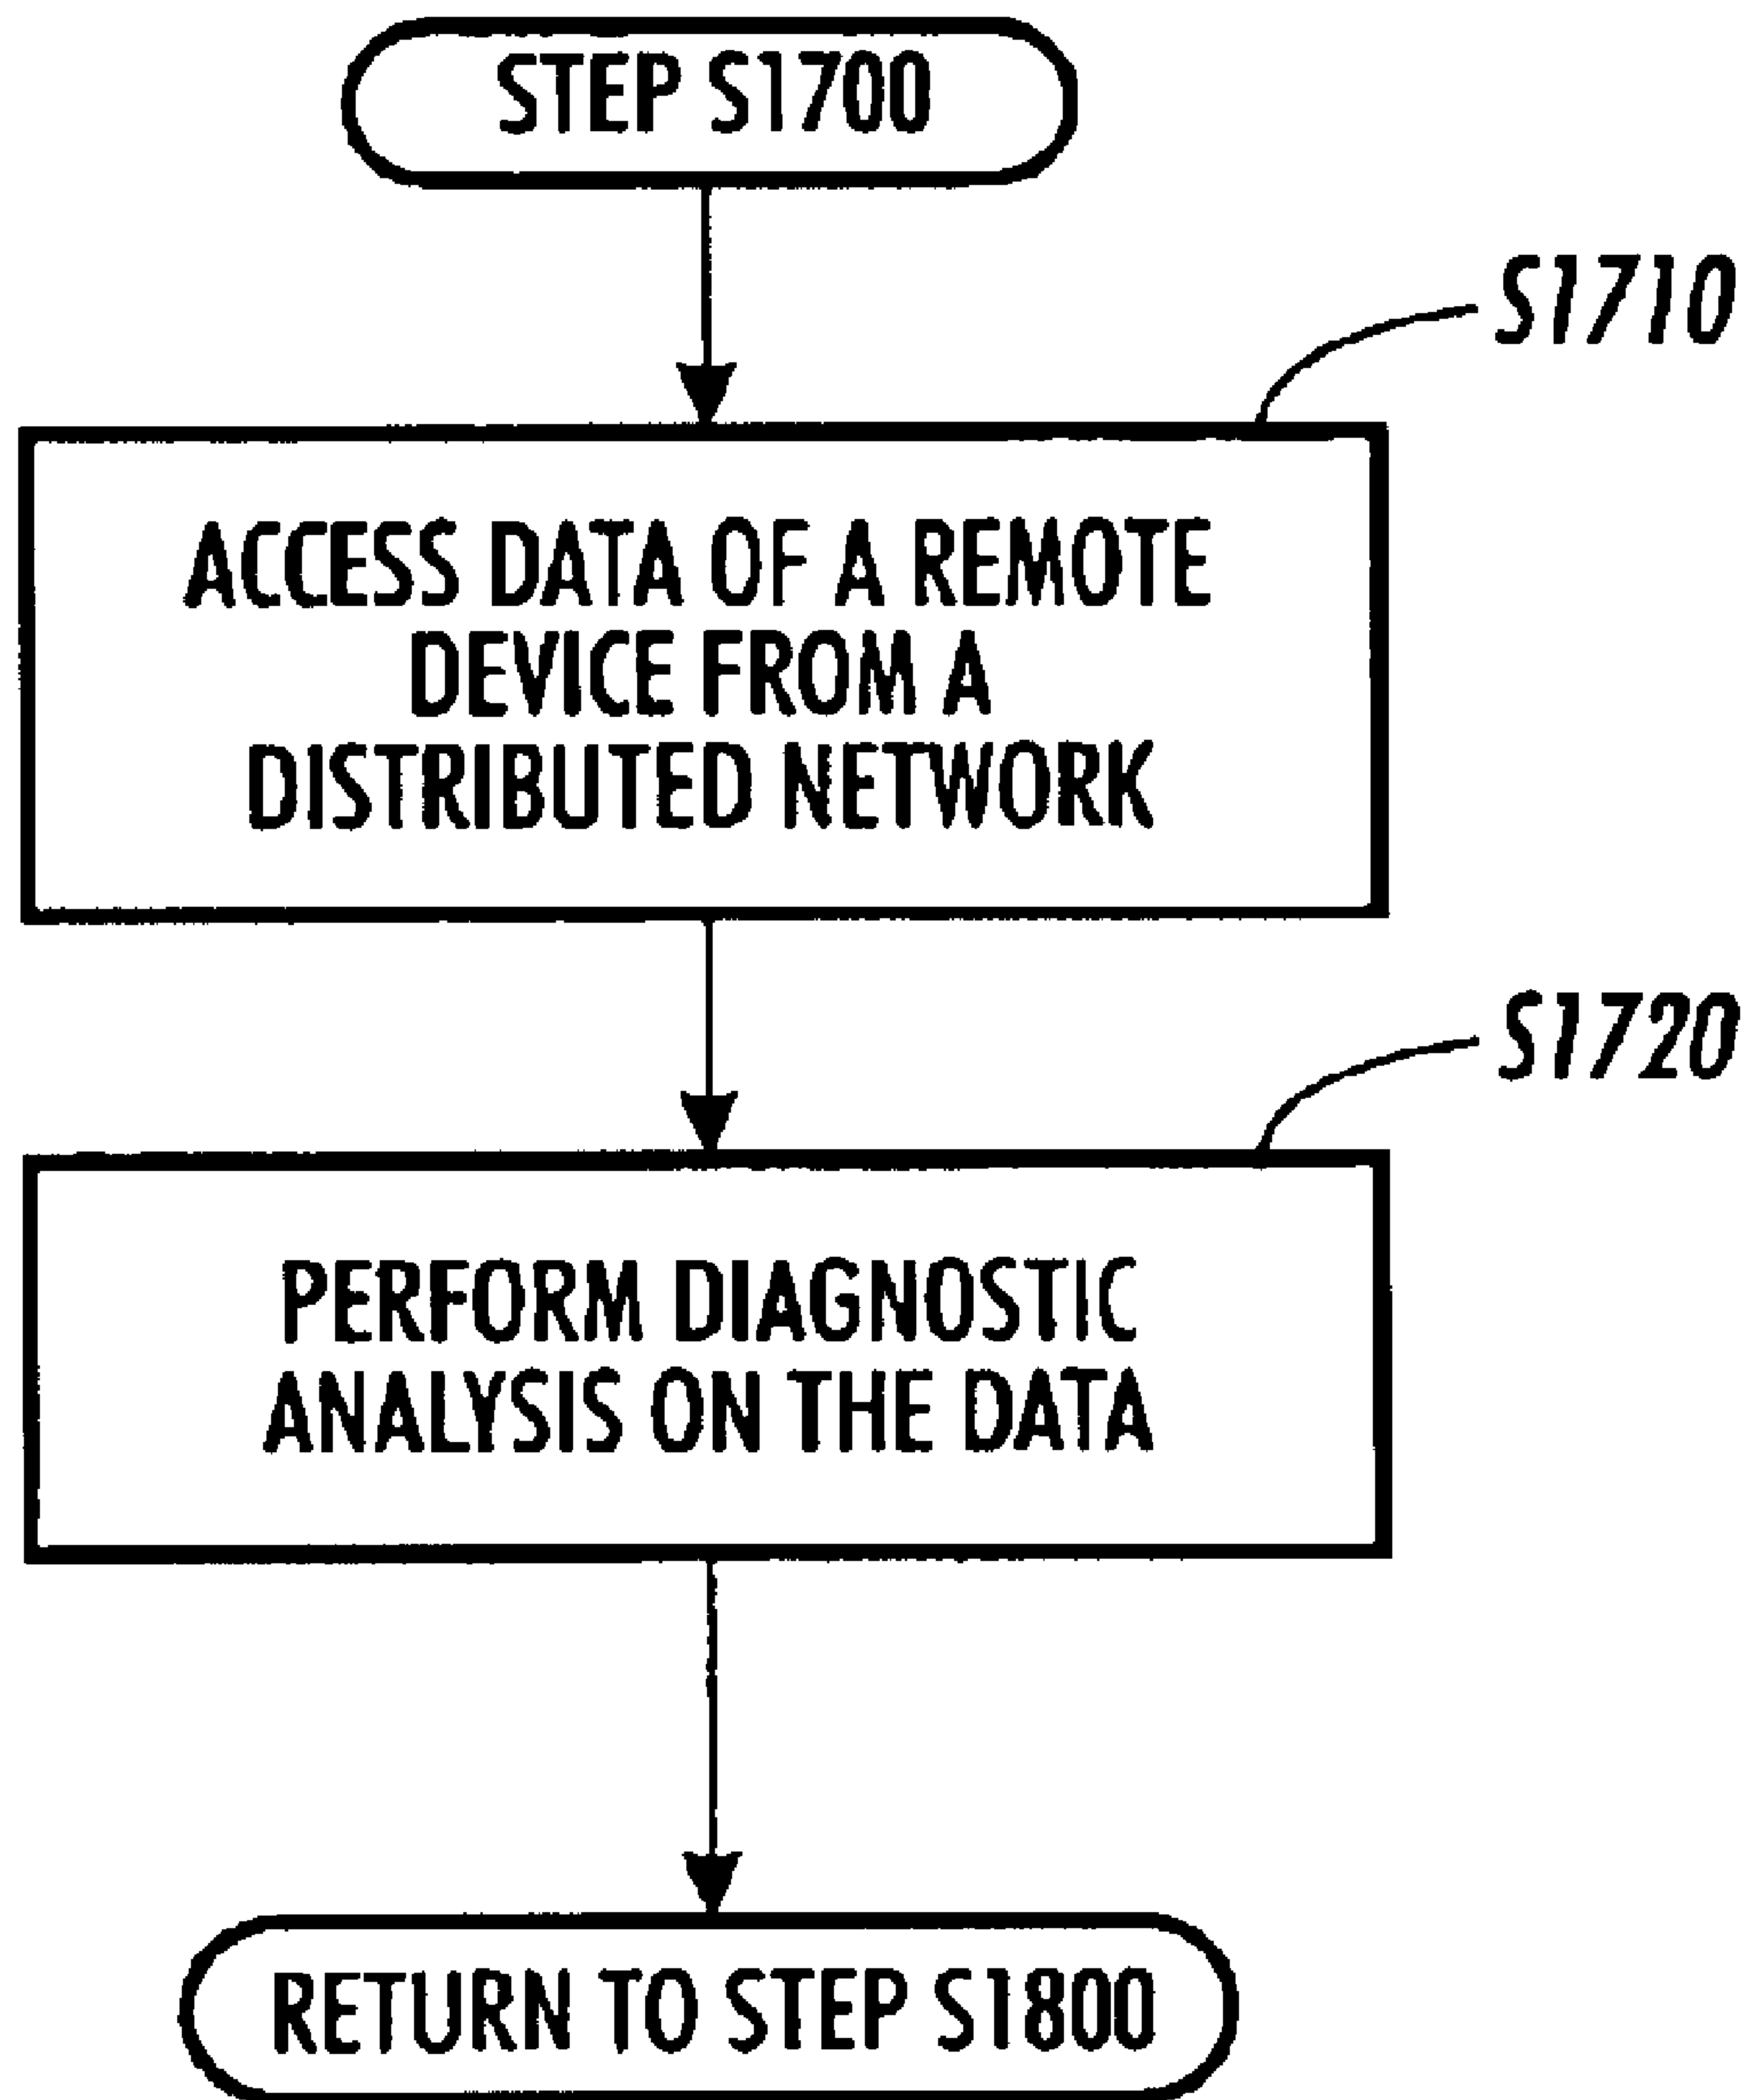 STEP S1700
S1710
ACCESS DATA OF A REMOTE
DEVICE FROM A
DISTRIBUTED NETWORK
S1720
PERFORM DIAGNOSTIC
ANALYSIS ON THE DATA
RETURN TO STEP S1800